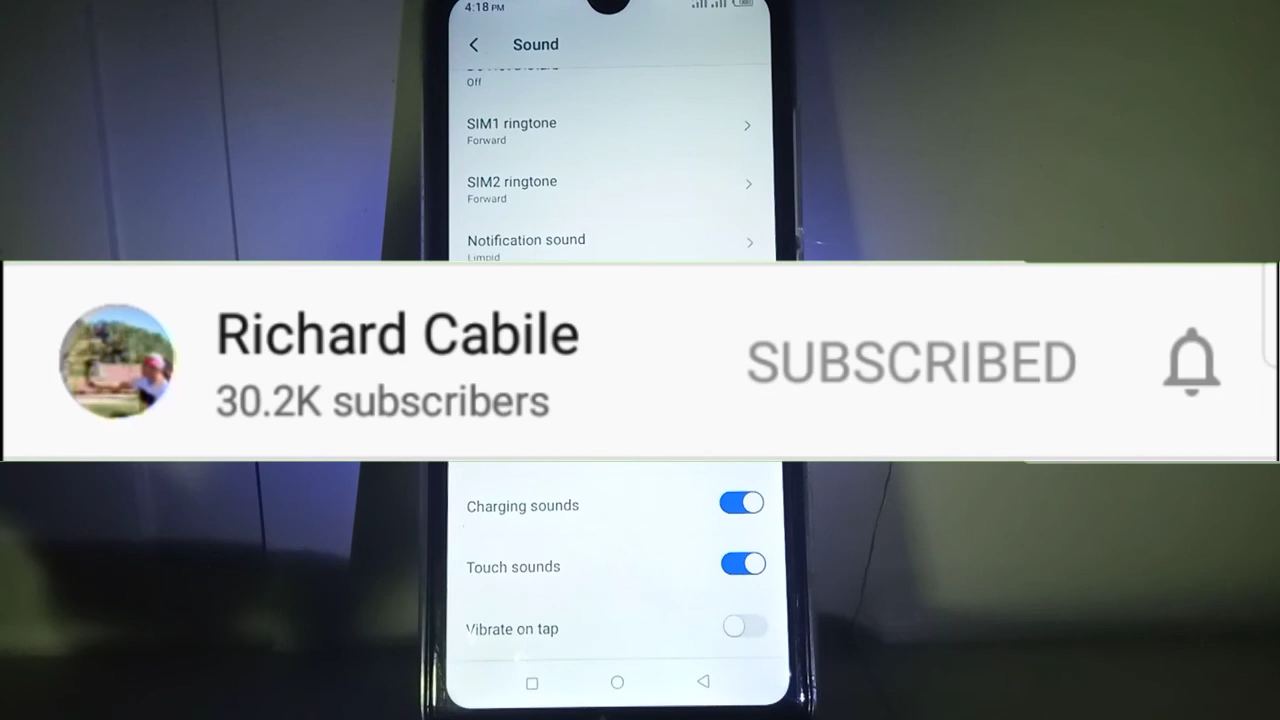 4:18 PM
Sound
Off
SIM1 ringtone
Forward
SIM2 ringtone
Forward
Notification sound
Limpid
Richard Cabile
30.2K subscribers
SUBSCRIBED
Charging sounds
Touch sounds
Vibrate on tap